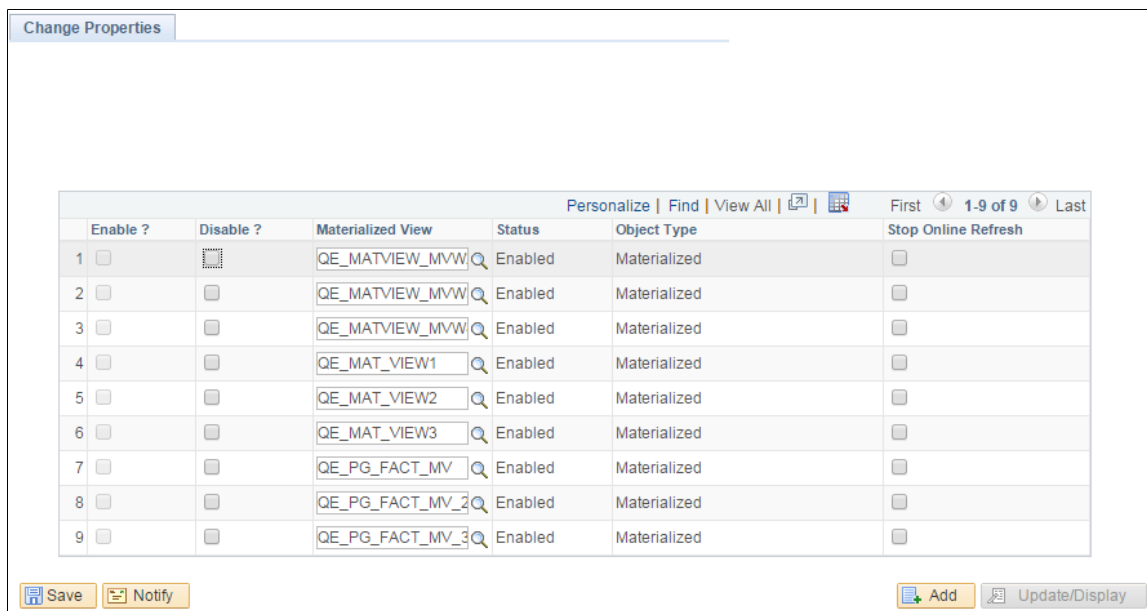 Change Properties
Personalize | Find | View All | | First 1-9 of 9 Last
Enable ? Disable ? Materialized View Status Object Type Stop Online Refresh
1 QE_MATVIEW_MVW Enabled Materialized
2 QE_MATVIEW_MVW Enabled Materialized
3 QE_MATVIEW_MVW Enabled Materialized
4 QE_MAT_VIEW1 Enabled Materialized
5 QE_MAT_VIEW2 Enabled Materialized
6 QE_MAT_VIEW3 Enabled Materialized
7 QE_PG_FACT_MV Enabled Materialized
8 QE_PG_FACT_MV_2 Enabled Materialized
9 QE_PG_FACT_MV_3 Enabled Materialized
Save Notify Add Update/Display